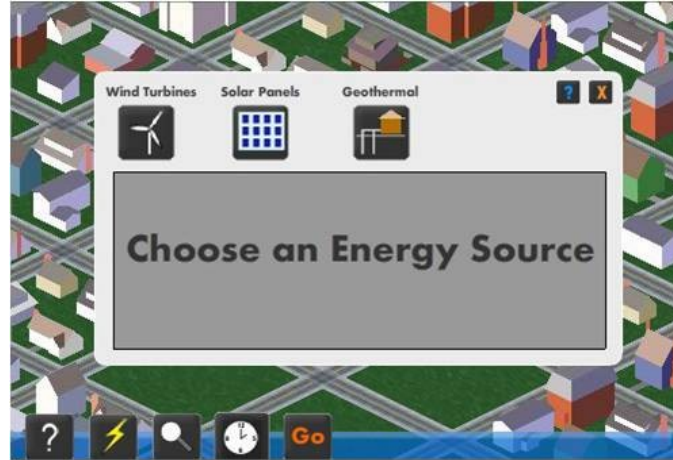 Wind Turbines Solar Panels Geothermal
? X
Choose an Energy Source
? Go